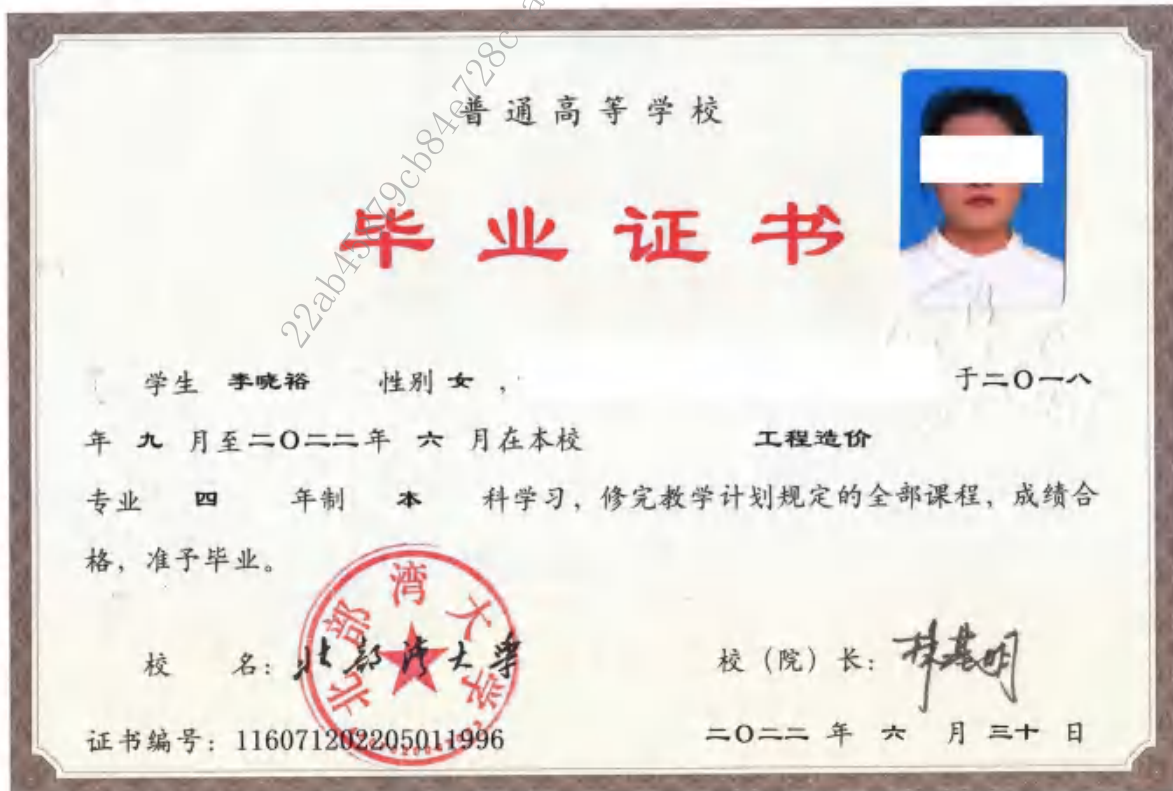 普通高等学校
毕业证书
学生 李晓裕 性别 女 , 于二〇一八
年 九 月至二〇二二年 六 月在本校 工程造价
专业 四 年制 本 科学习，修完教学计划规定的全部课程，成绩合
格，准予毕业。
北部湾大学
校 名：北部湾大学 校（院）长：
证书编号：116071202205011996 二〇二二 年 六 月 三十 日